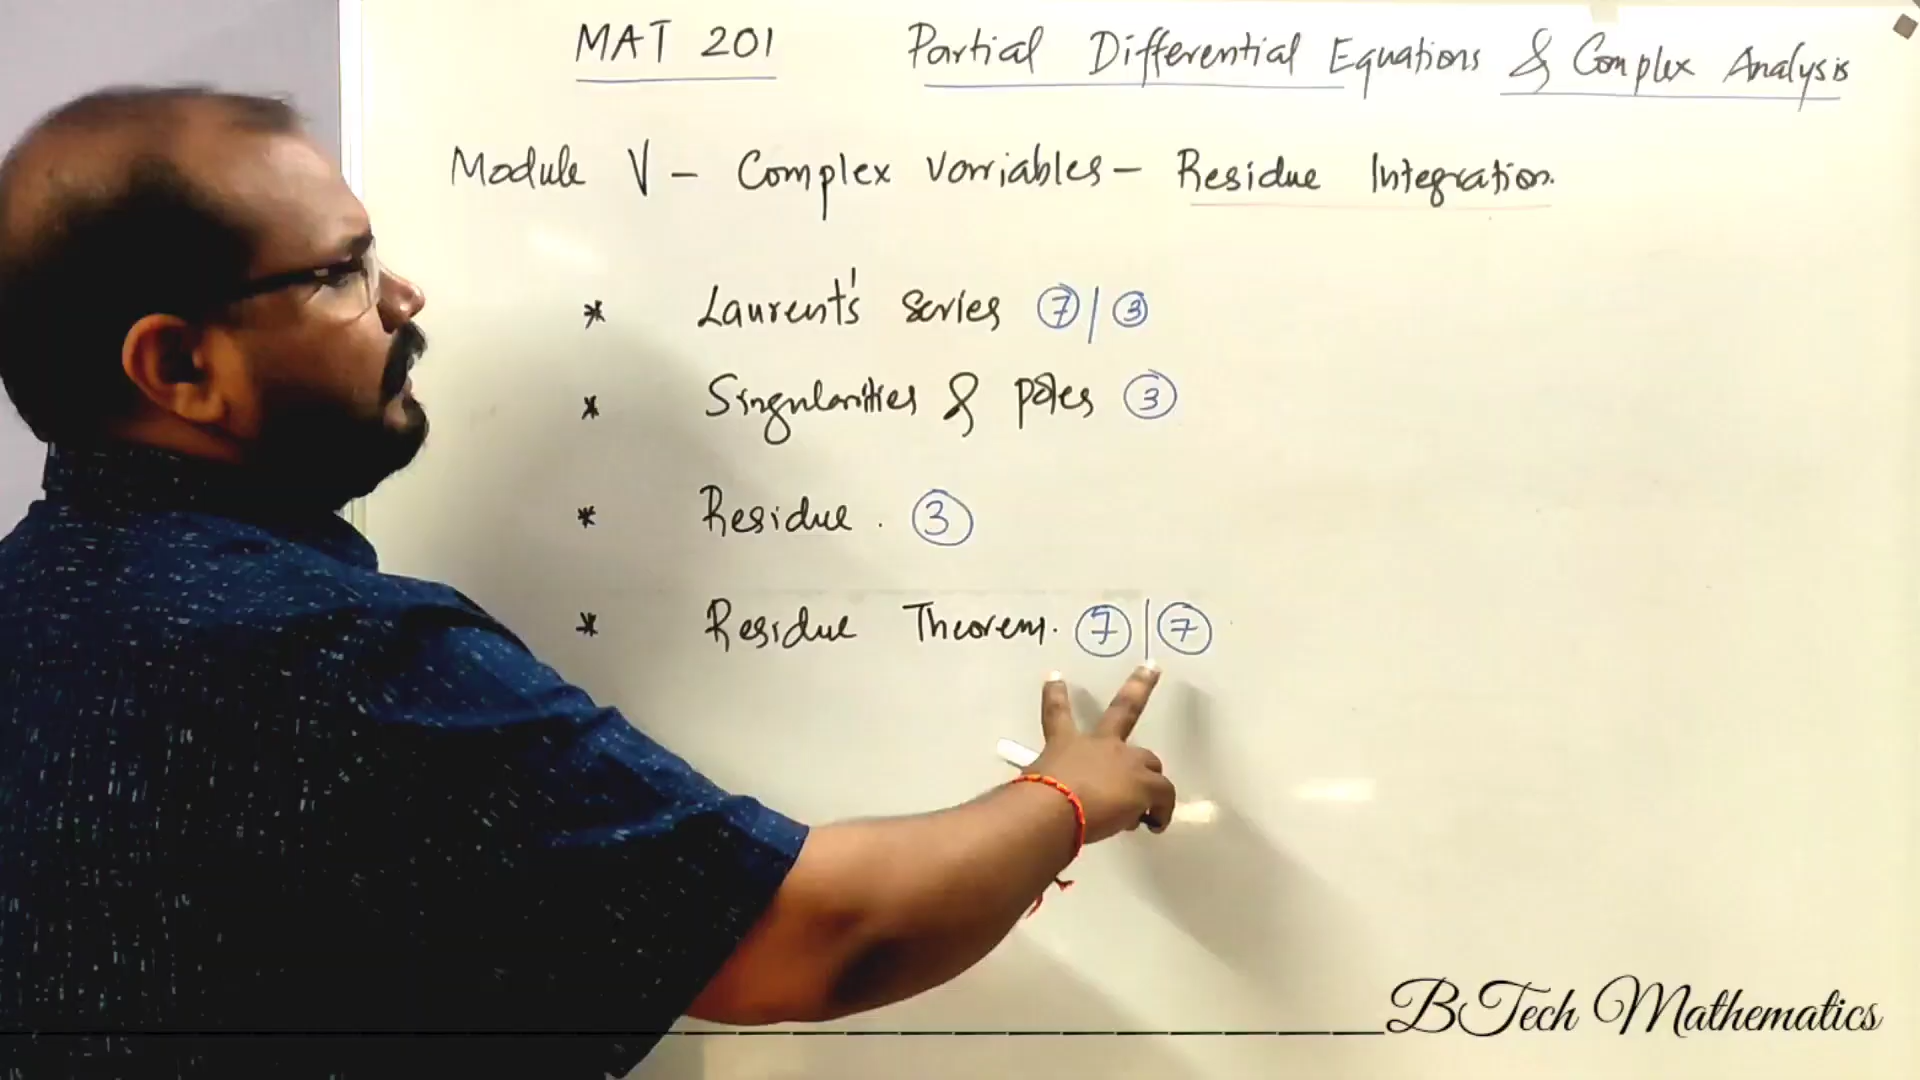 MAT 201 Partial Differential Equations & Complex Analysis
Module V - Complex Variables - Residue Integration.
* Laurent's series 7 / 3
* Singularities & poles 3
* Residue. 3
* Residue Theorem. 7 | 7
BTech Mathematics